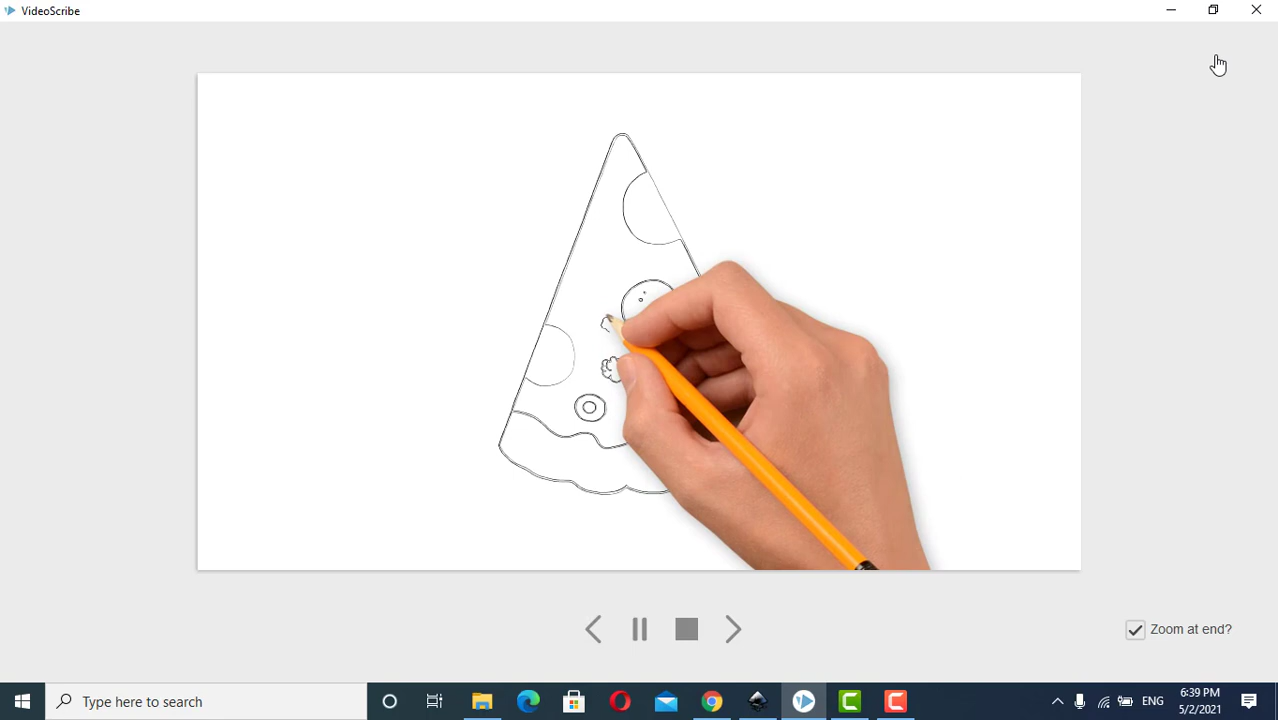 VideoScribe
Zoom at end?
Type here to search
ENG
6:39 PM
5/2/2021